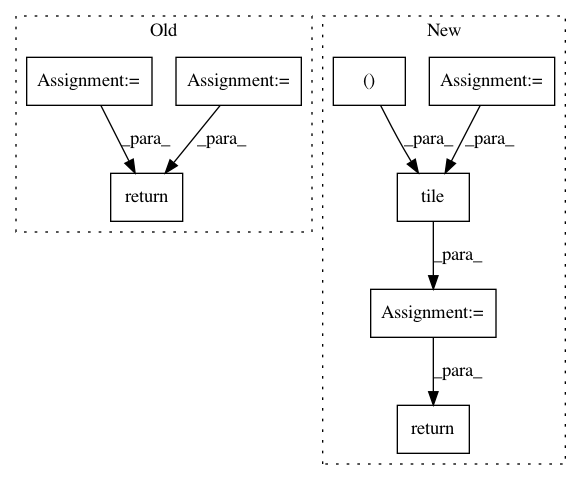 Old
New
Assignment:=
Assignment:=
()
Assignment:=
_para_
_para_
_para_
_para_
return
tile
_para_
Assignment:=
_para_
return